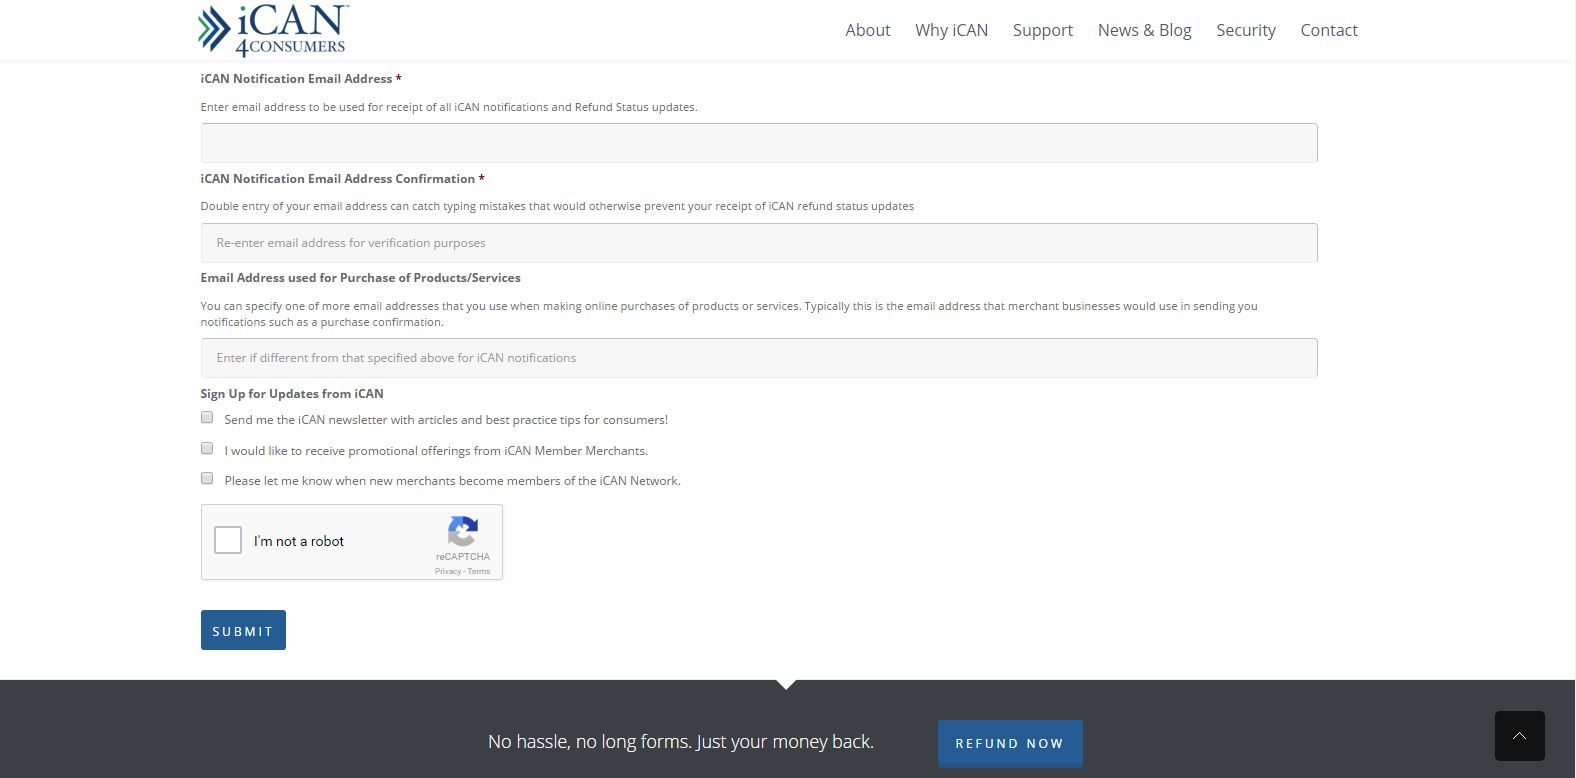 iCAN™
4CONSUMERS
About Why iCAN Support News & Blog Security Contact
iCAN Notification Email Address *
Enter email address to be used for receipt of all iCAN notifications and Refund Status updates.
iCAN Notification Email Address Confirmation *
Double entry of your email address can catch typing mistakes that would otherwise prevent your receipt of iCAN refund status updates
Re-enter email address for verification purposes
Email Address used for Purchase of Products/Services
You can specify one of more email addresses that you use when making online purchases of products or services. Typically this is the email address that merchant businesses would use in sending you
notifications such as a purchase confirmation.
Enter if different from that specified above for iCAN notifications
Sign Up for Updates from iCAN
Send me the iCAN newsletter with articles and best practice tips for consumers!
I would like to receive promotional offerings from iCAN Member Merchants.
Please let me know when new merchants become members of the iCAN Network.
I'm not a robot
reCAPTCHA
Privacy - Terms
SUBMIT
No hassle, no long forms. Just your money back. REFUND NOW